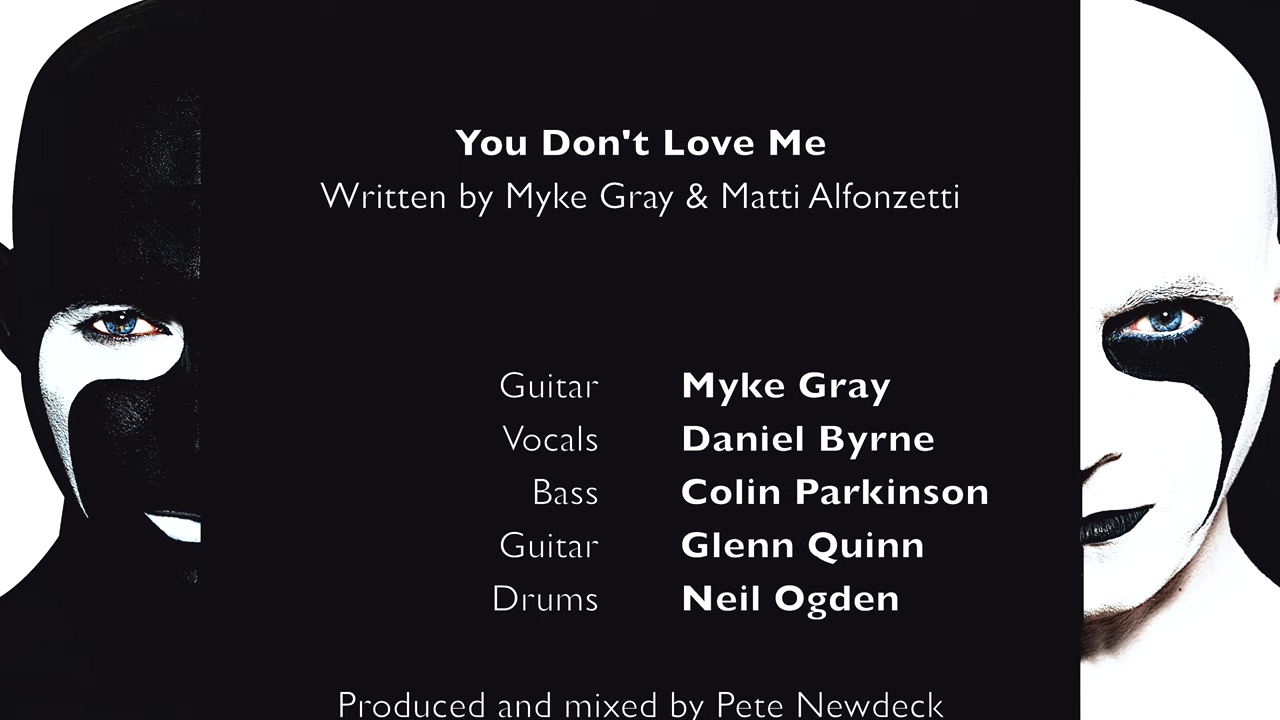 You Don't Love Me
Written by Myke Gray & Matti Alfonzetti
Guitar Myke Gray
Vocals Daniel Byrne
Bass Colin Parkinson
Guitar Glenn Quinn
Drums Neil Ogden
Produced and mixed by Pete Newdeck